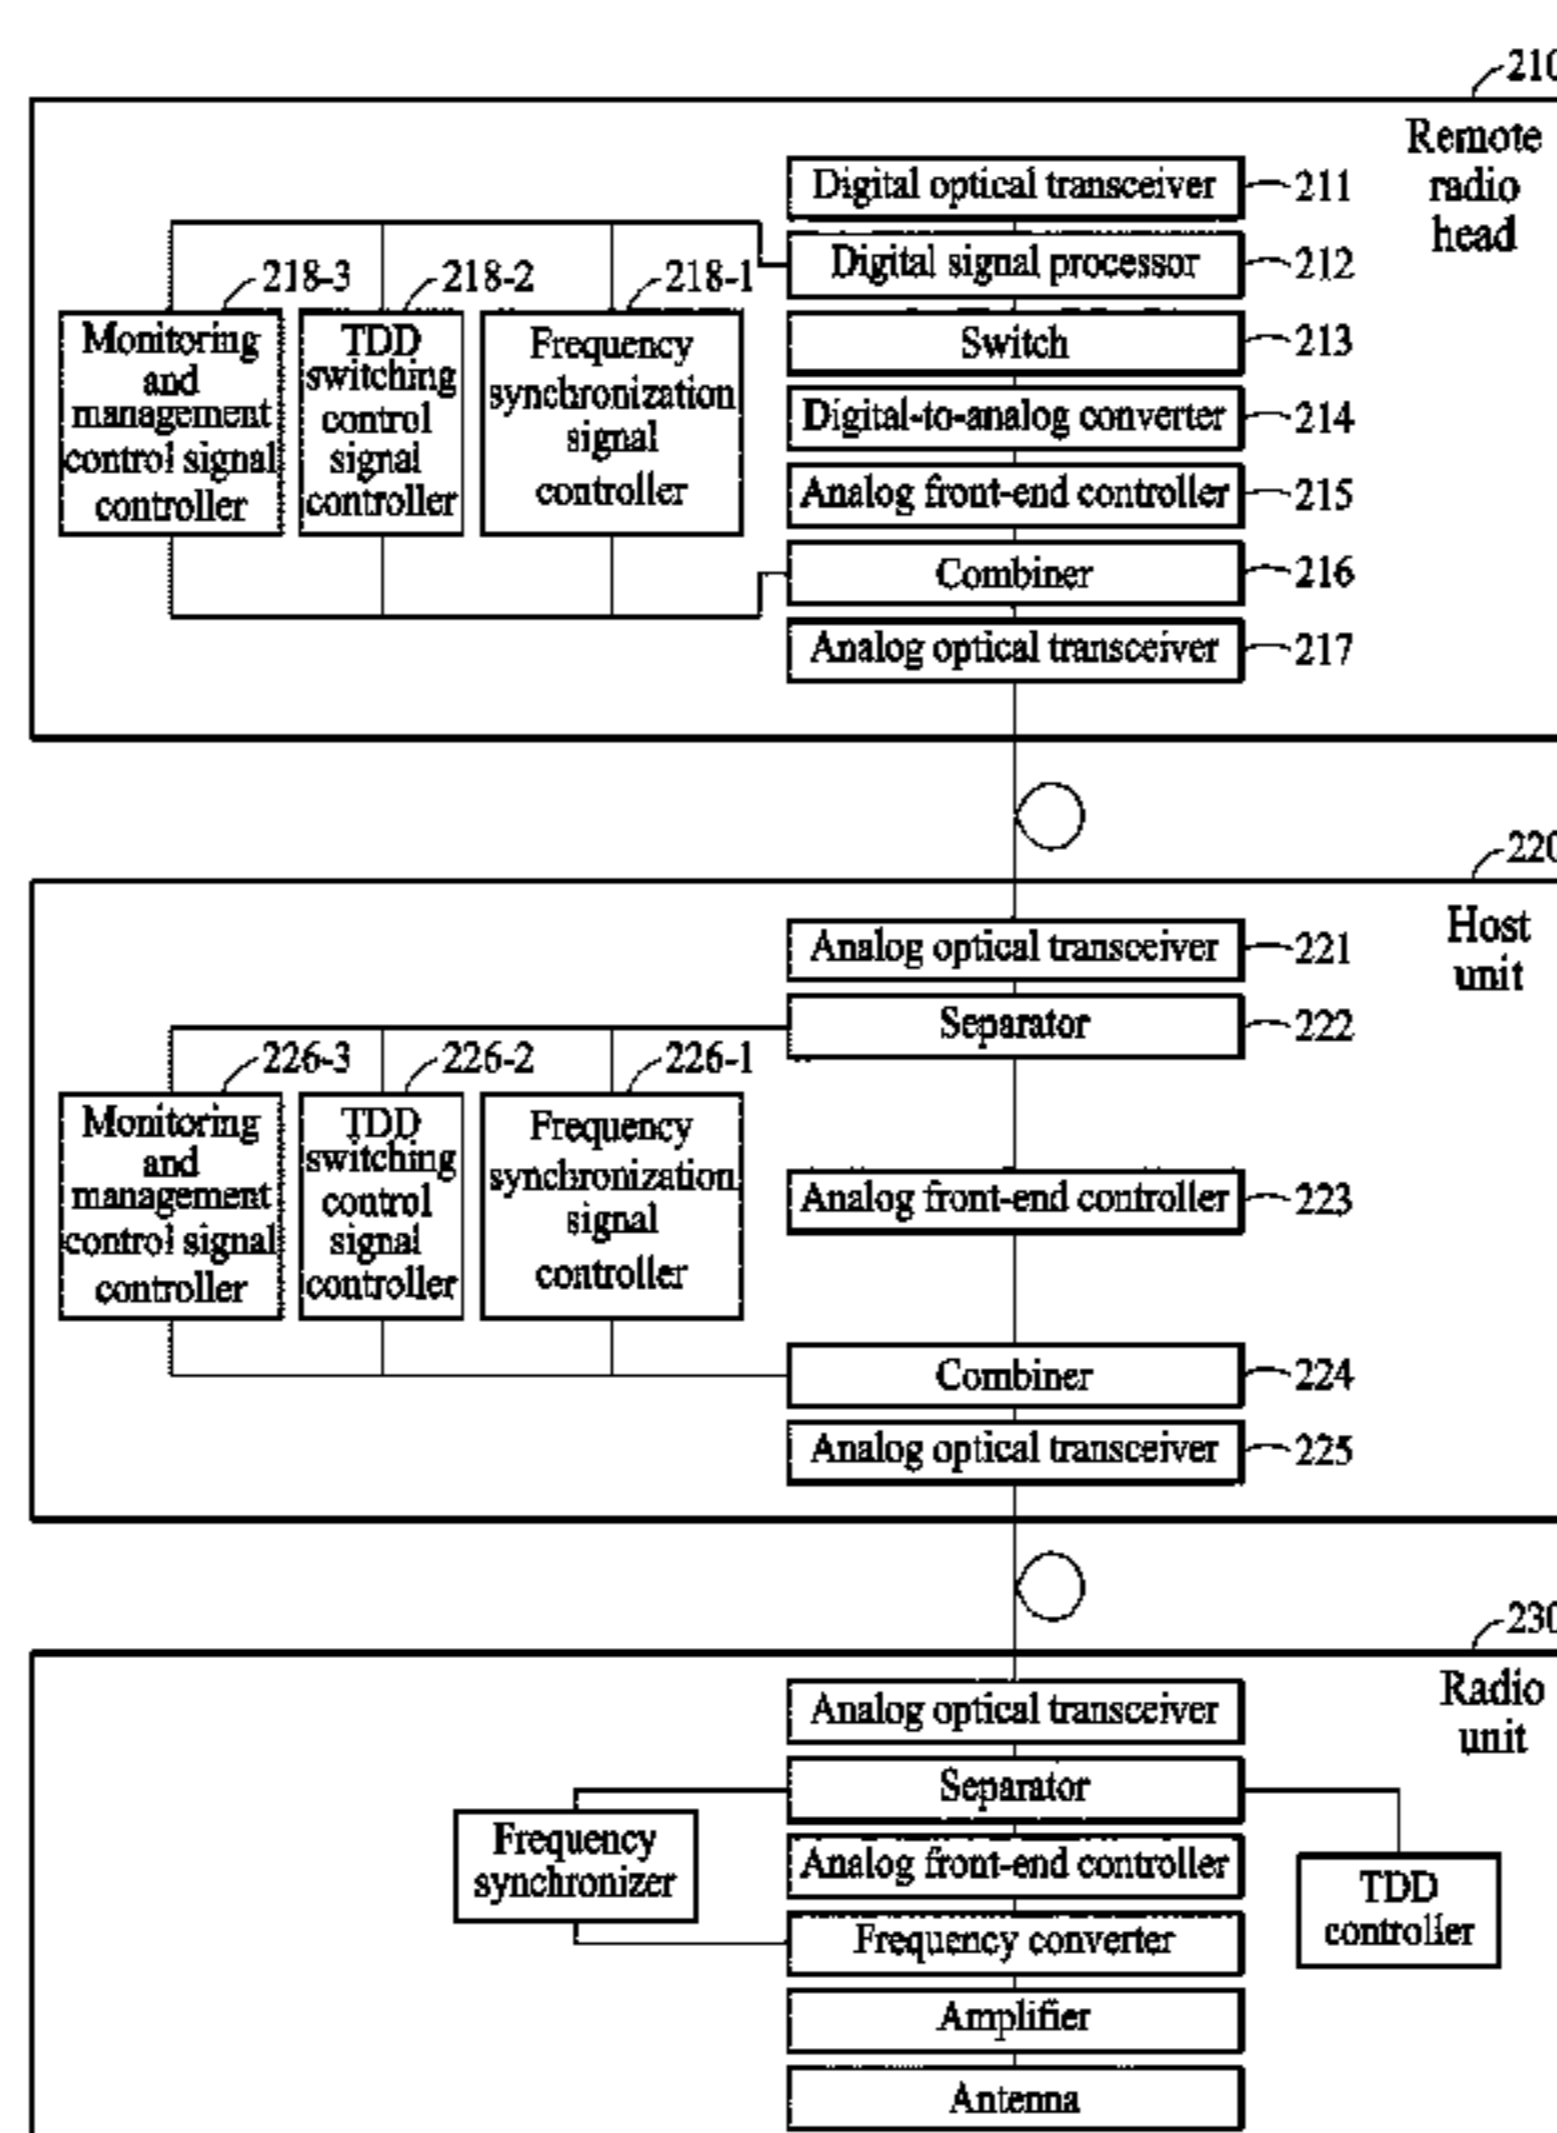 210
Remote
radio
head
Digital optical transceiver 211
Digital signal processor 212
218-3 218-2 218-1
Monitoring
and
management
control signal
controller
TDD
switching
control
signal
controller
Frequency
synchronization
signal
controller
Switch 213
Digital-to-analog converter 214
Analog front-end controller 215
Combiner 216
Analog optical transceiver 217
220
Host
unit
Analog optical transceiver 221
Separator 222
226-3 226-2 226-1
Monitoring
and
management
control signal
controller
TDD
switching
control
signal
controller
Frequency
synchronization
signal
controller
Analog front-end controller 223
Combiner 224
Analog optical transceiver 225
230
Radio
unit
Analog optical transceiver
Separator
Frequency
synchronizer
Analog front-end controller
TDD
controller
Frequency converter
Amplifier
Antenna